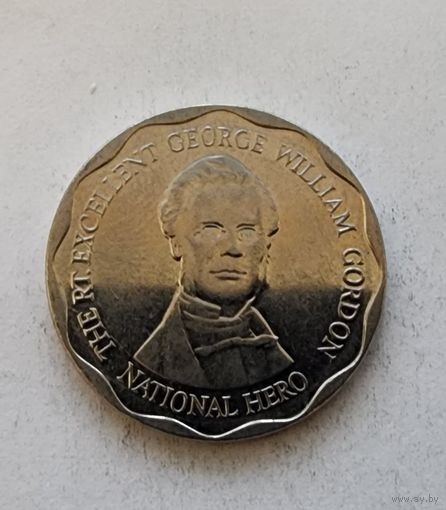 THE RT. EXCELLENT GEORGE WILLIAM GORDON
NATIONAL HERO
www.ay.by